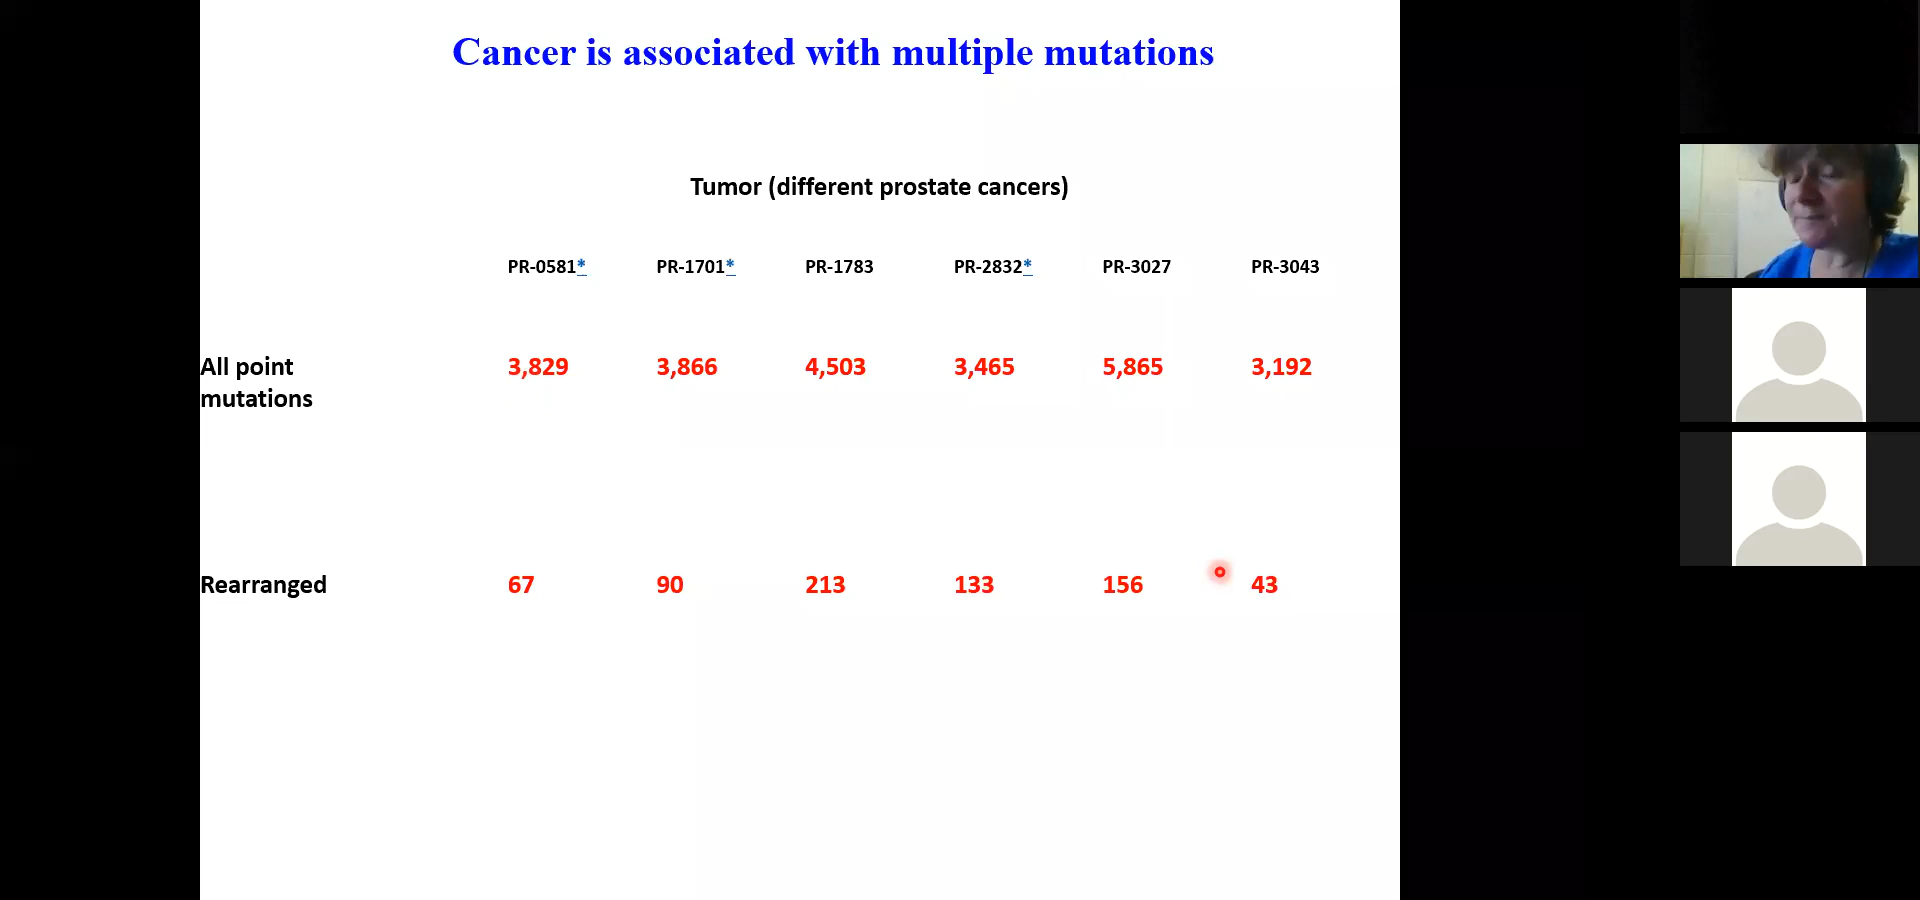 Cancer is associated with multiple mutations
Tumor (different prostate cancers)
PR-0581* PR-1701* PR-1783 PR-2832* PR-3027 PR-3043
All point
mutations
3,829 3,866 4,503 3,465 5,865 3,192
Rearranged 67 90 213 133 156 43